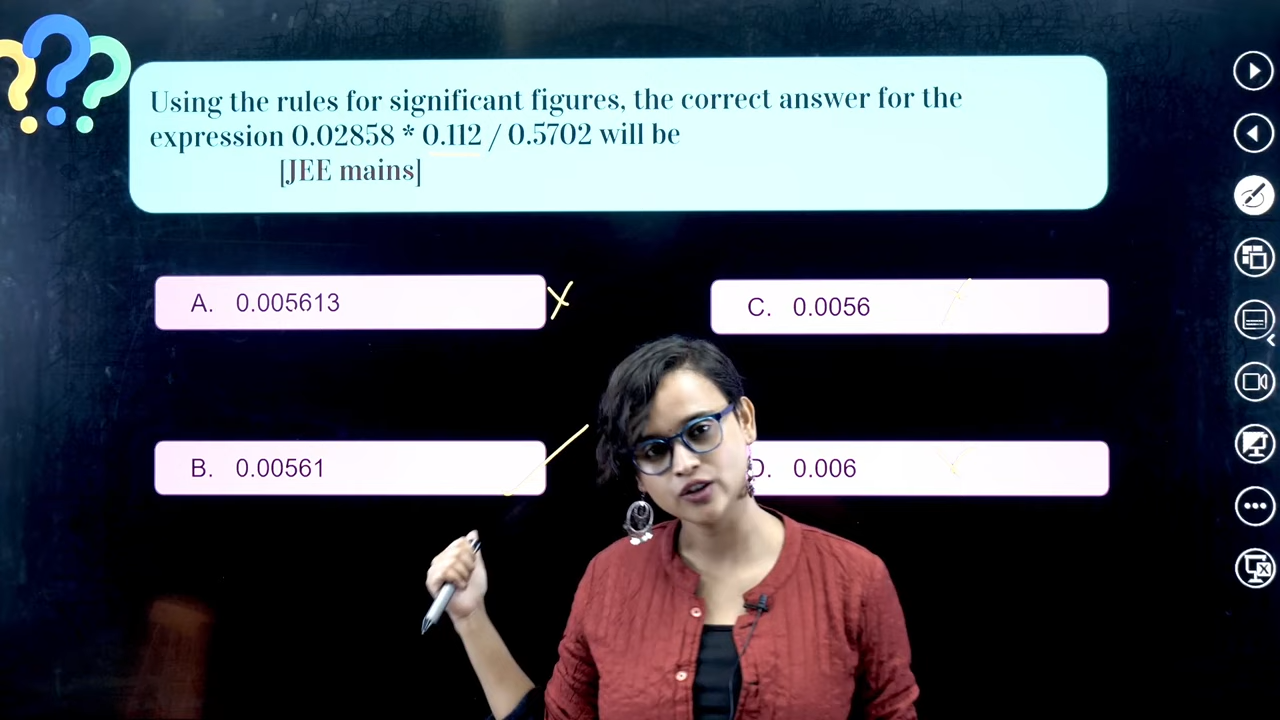 Using the rules for significant figures, the correct answer for the
expression 0.02858 * 0.112 / 0.5702 will be
[JEE mains]
A. 0.005613
C. 0.0056
B. 0.00561
D. 0.006